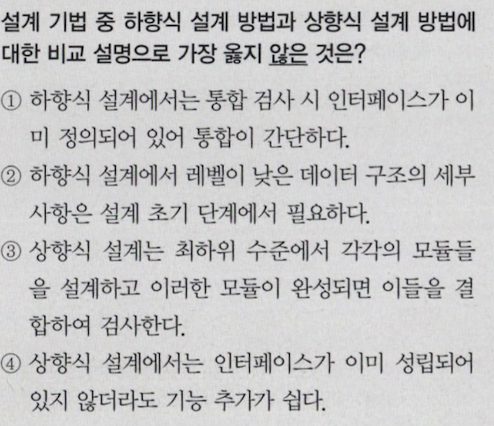 설계 기법 중 하향식 설계 방법과 상향식 설계 방법에
대한 비교 설명으로 가장 옳지 않은 것은?
① 하향식 설계에서는 통합 검사 시 인터페이스가 이
미 정의되어 있어 통합이 간단하다.
② 하향식 설계에서 레벨이 낮은 데이터 구조의 세부
사항은 설계 초기 단계에서 필요하다.
③ 상향식 설계는 최하위 수준에서 각각의 모듈들
을 설계하고 이러한 모듈이 완성되면 이들을 결
합하여 검사한다.
④ 상향식 설계에서는 인터페이스가 이미 성립되어
있지 않더라도 기능 추가가 쉽다.